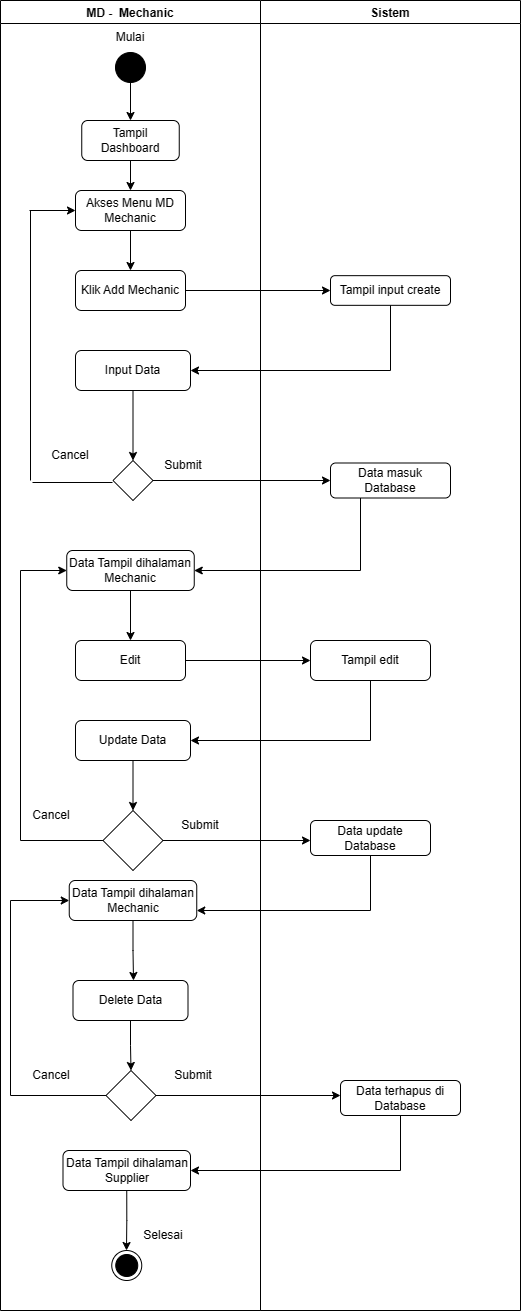 MD -  Mechanic
Sistem
Mulai
Tampil
Dashboard
Akses Menu MD
Mechanic
Klik Add Mechanic
Tampil input create
Input Data
Cancel
Submit
Data masuk
Database
Data Tampil dihalaman
Mechanic
Edit
Tampil edit
Update Data
Cancel
Submit
Data update
Database
Data Tampil dihalaman
Mechanic
Delete Data
Cancel
Submit
Data terhapus di
Database
Data Tampil dihalaman
Supplier
Selesai